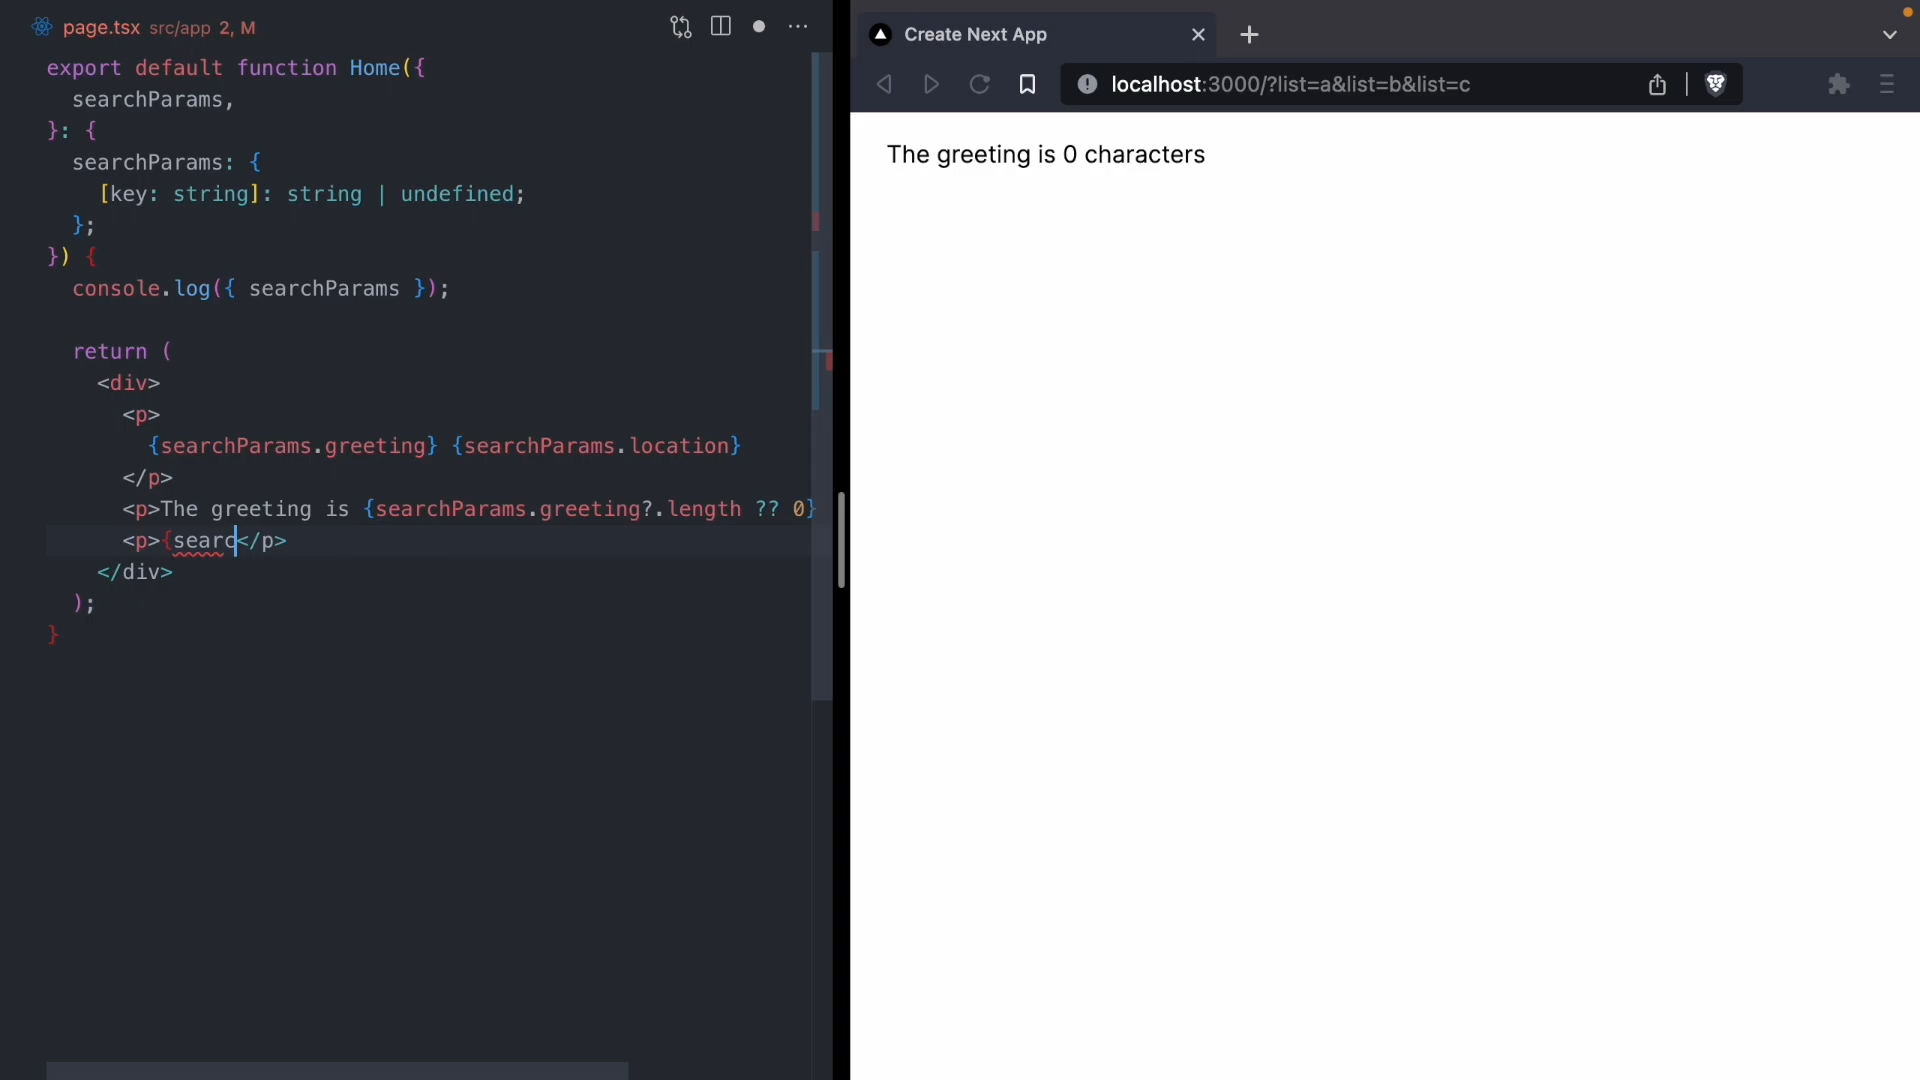 page.tsx src/app 2, M
export default function Home({
searchParams,
}: {
searchParams: {
[key: string]: string | undefined;
};
}) {
console.log({ searchParams });
return (
<div>
<p>
{searchParams.greeting} {searchParams.location}
</p>
<p>The greeting is {searchParams.greeting?.length ?? 0}
<p>{searc</p>
</div>
);
}
Create Next App
localhost:3000/?list=a&list=b&list=c
The greeting is 0 characters